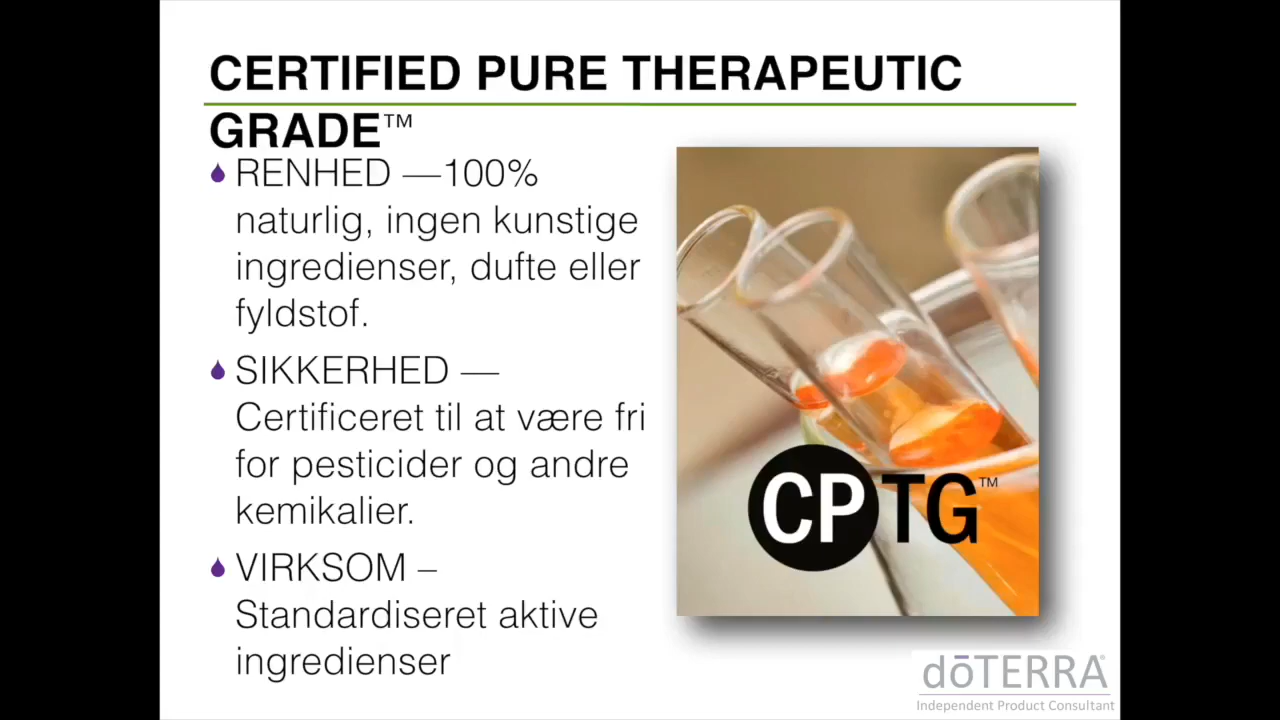 CERTIFIED PURE THERAPEUTIC
GRADE™
RENHED —100%
naturlig, ingen kunstige
ingredienser, dufte eller
fyldstof.
SIKKERHED —
Certificeret til at være fri
for pesticider og andre
kemikalier.
VIRKSOM –
Standardiseret aktive
ingredienser
CPTG™
dōTERRA®
Independent Product Consultant